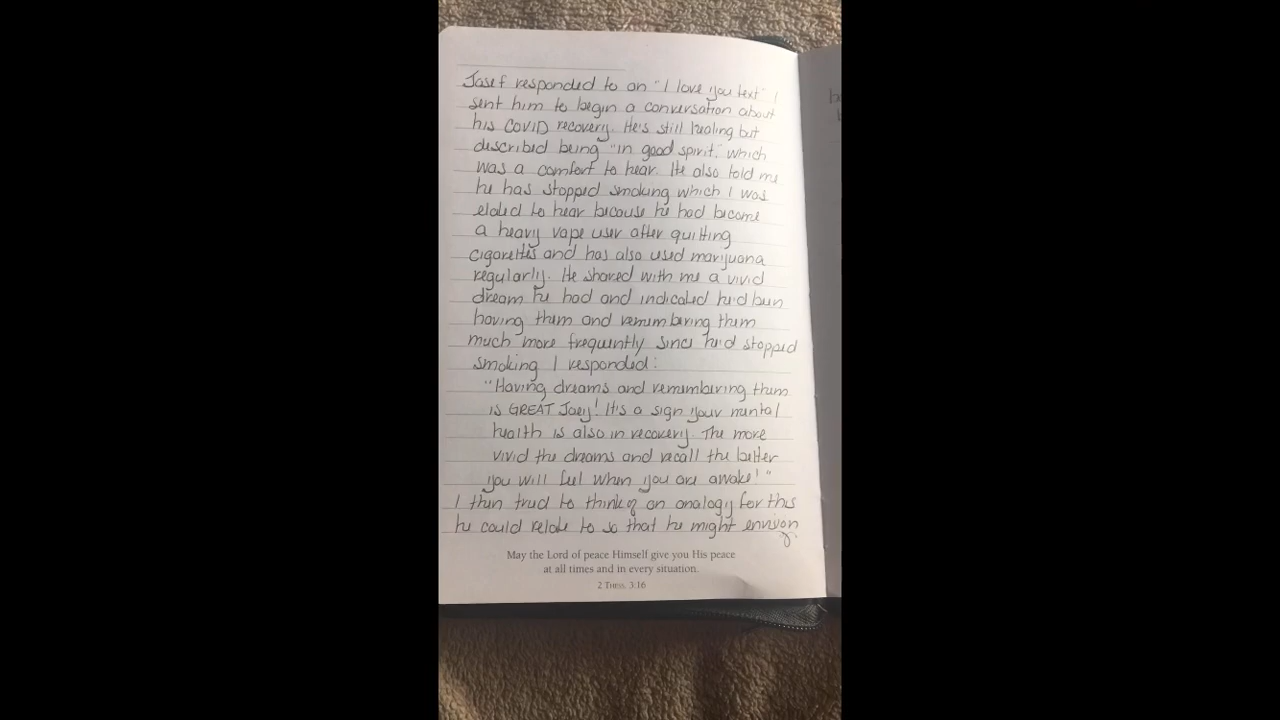 Josef responded to an "I love you text" I
sent him to begin a conversation about
his COVID recovery. He's still healing but
described being "in good spirit," which
was a comfort to hear. He also told me
he has stopped smoking which I was
elated to hear because he had become
a heavy vape user after quitting
cigarettes and has also used marijuana
regularly. He shared with me a vivid
dream he had and indicated he'd been
having them and remembering them
much more frequently since he'd stopped
smoking I responded:
"Having dreams and remembering them
is GREAT Joey! It's a sign your mental
health is also in recovery. The more
vivid the dreams and recall the better
you will feel when you are awake!"
I then tried to think of an analogy for this
he could relate to so that he might envision
May the Lord of peace Himself give you His peace
at all times and in every situation.
2 Thess. 3:16